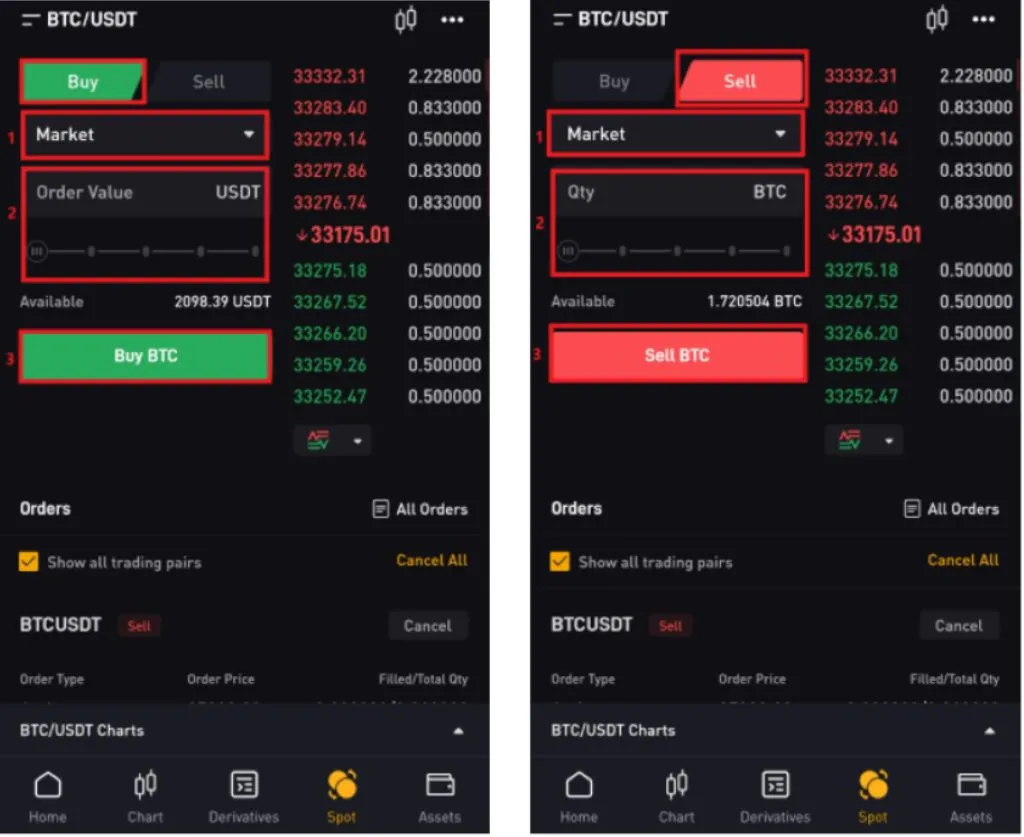 BTC/USDT
Buy Sell
1 Market
2 Order Value USDT
Available 2098.39 USDT
3 Buy BTC
33332.31 2.228000
33283.40 0.833000
33279.14 0.500000
33277.86 0.833000
33276.74 0.833000
↓33175.01
33275.18 0.500000
33267.52 0.500000
33266.20 0.500000
33259.26 0.500000
33252.47 0.500000
Orders All Orders
Show all trading pairs Cancel All
BTCUSDT Sell Cancel
Order Type Order Price Filled/Total Qty
BTC/USDT Charts
Home Chart Derivatives Spot Assets
BTC/USDT
Buy Sell
1 Market
2 Qty BTC
Available 1.720504 BTC
3 Sell BTC
33332.31 2.228000
33283.40 0.833000
33279.14 0.500000
33277.86 0.833000
33276.74 0.833000
↓33175.01
33275.18 0.500000
33267.52 0.500000
33266.20 0.500000
33259.26 0.500000
33252.47 0.500000
Orders All Orders
Show all trading pairs Cancel All
BTCUSDT Sell Cancel
Order Type Order Price Filled/Total Qty
BTC/USDT Charts
Home Chart Derivatives Spot Assets